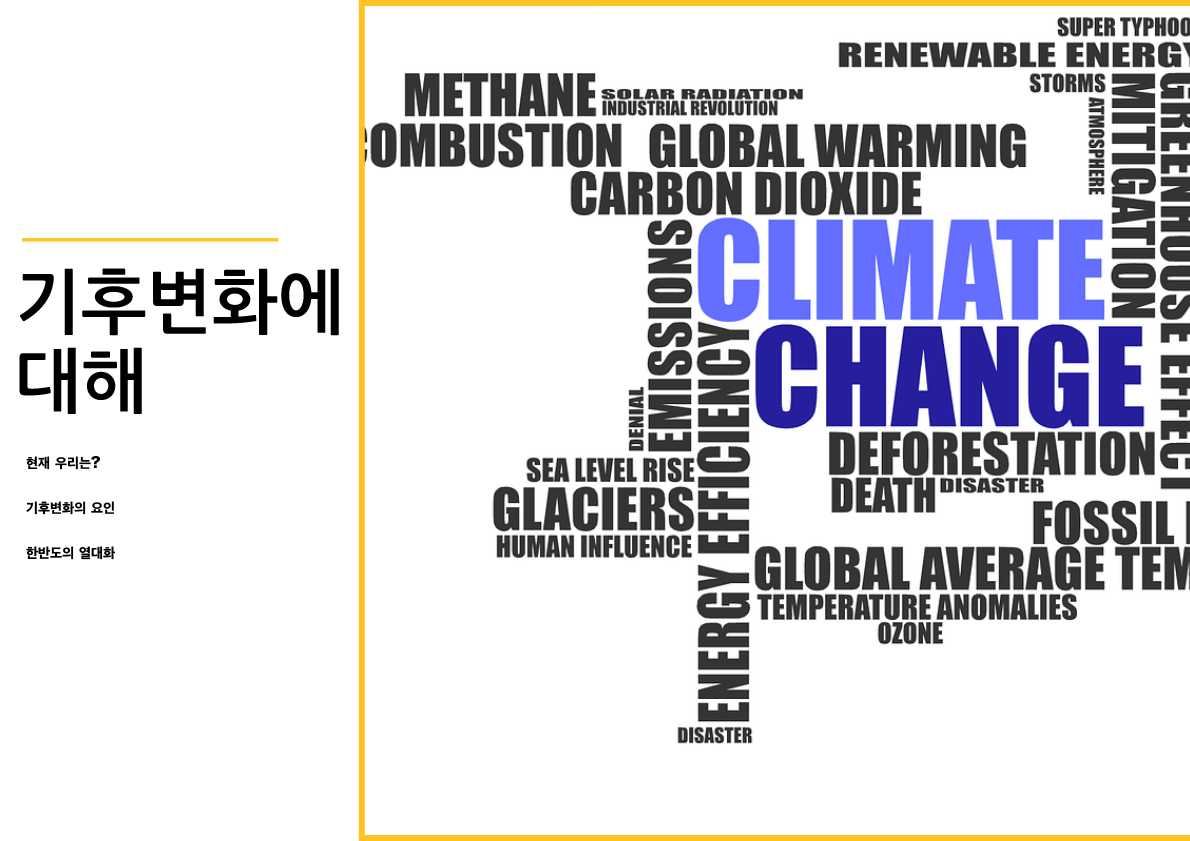 기후변화에
대해
현재 우리는?
기후변화의 요인
한반도의 열대화
SUPER TYPHOO
RENEWABLE ENERGY
METHANE
SOLAR RADIATION
INDUSTRIAL REVOLUTION
STORMS
ATMOSPHERE
MITIGATION
GREENHOUSE EFFECT
COMBUSTION
GLOBAL WARMING
CARBON DIOXIDE
EMISSIONS
CLIMATE
CHANGE
ENERGY EFFICIENCY
DENIAL
DEFORESTATION
SEA LEVEL RISE
DEATH
DISASTER
GLACIERS
FOSSIL
HUMAN INFLUENCE
GLOBAL AVERAGE TEM
TEMPERATURE ANOMALIES
OZONE
DISASTER